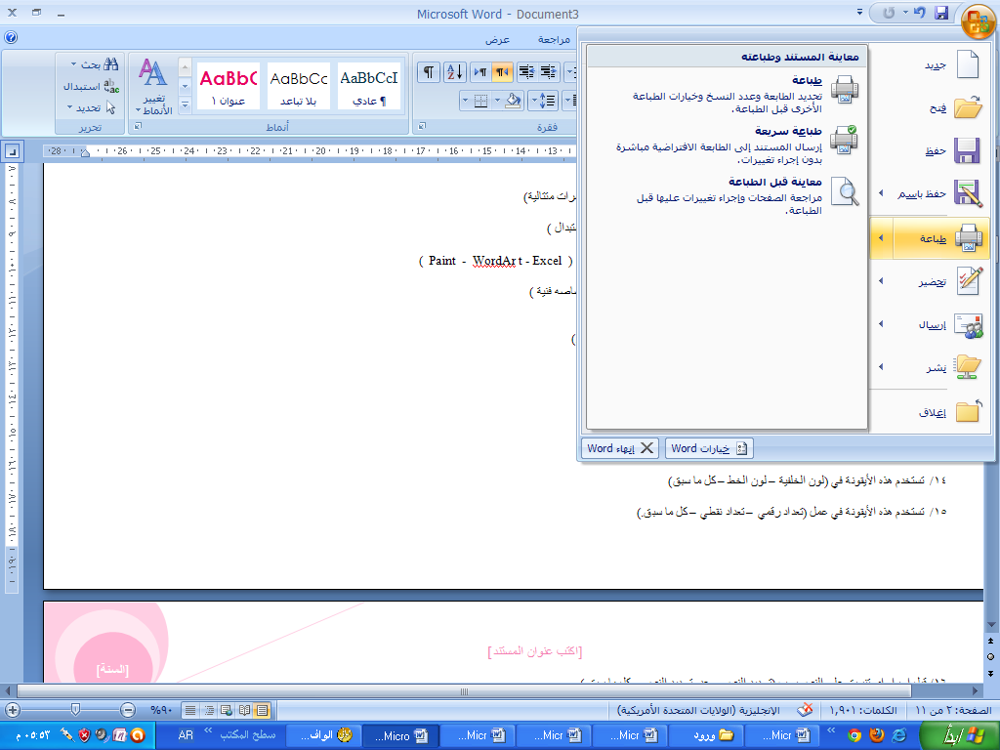 Microsoft Word - Document3
مراجعة
عرض
جديد
فتح
حفظ
حفظ باسم
طباعة
تحضير
إرسال
نشر
إغلاق
معاينة المستند وطباعته
طباعة
تحديد الطابعة وعدد النسخ وخيارات الطباعة
الأخرى قبل الطباعة.
طباعة سريعة
إرسال المستند إلى الطابعة الافتراضية مباشرة
بدون إجراء تغييرات.
معاينة قبل الطباعة
مراجعة الصفحات وإجراء تغييرات عليها قبل
الطباعة.
خيارات Word
إنهاء Word
AaBbCcI
¶ عادي
AaBbCc
بلا تباعد
AaBbC
عنوان ١
تغيير
الأنماط
بحث
استبدال
تحديد
فقرة
أنماط
تحرير
13 · 14 · 15 · 16 · 17 · 18 · 19 · 20 · 21 · 22 · 23 · 24 · 25 · 26 · 28
رات متتالية)
تبدال )
( Paint - WordArt - Excel )
ماصه فنية )
)
١٤/ تستخدم هذه الأيقونة في (لون الخلفية – لون الخط – كل ما سبق)
١٥/ تستخدم هذه الأيقونة في عمل (تعداد رقمي – تعداد نقطي – كل ما سبق.)
[اكتب عنوان المستند]
[السنة]
الصفحة: ٢ من ١١
الكلمات: ١,٩٠١
الإنجليزية (الولايات المتحدة الأمريكية)
٩٠%
ابدأ
Micr...
ورود
Micr...
Micr...
Micr...
Micro...
الواف...
سطح المكتب
AR
٠٥:٥٣ م